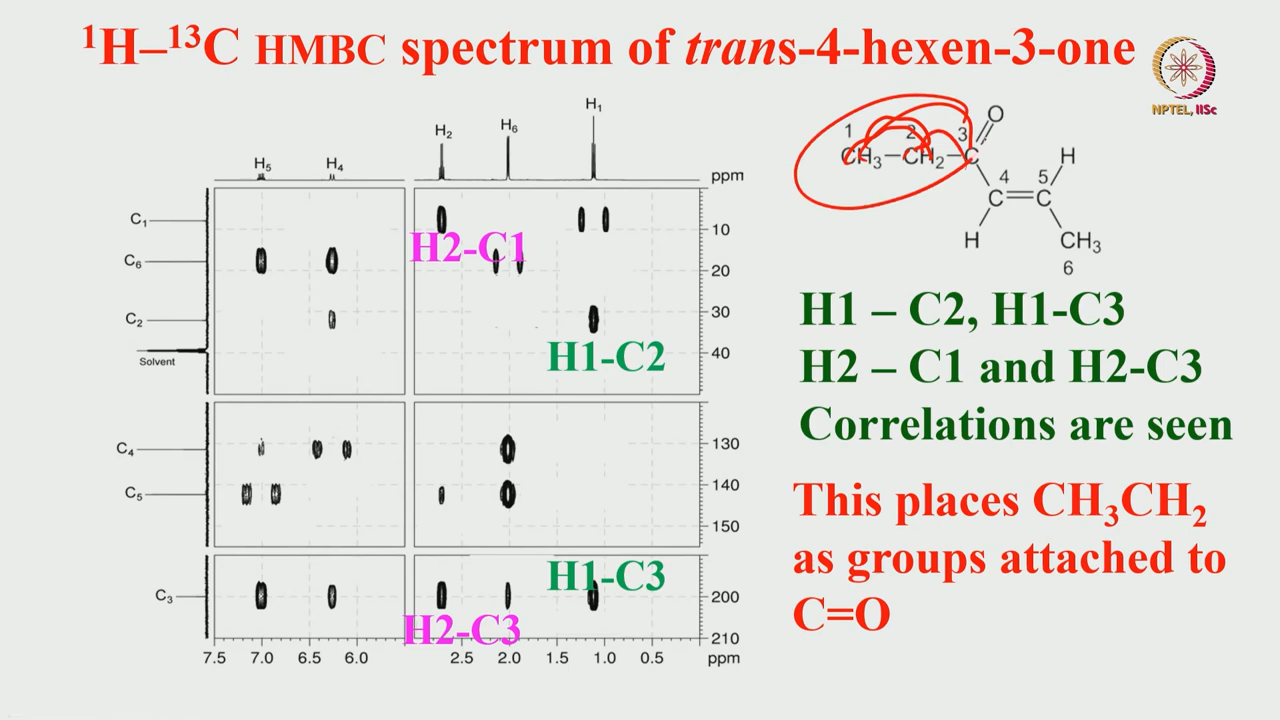 ¹H–¹³C HMBC spectrum of trans-4-hexen-3-one
NPTEL, IISc
H₁
H₂
H₆
H₅
H₄
ppm
C₁
10
H2-C1
C₆
20
C₂
30
Solvent
40
H1-C2
C₄
130
C₅
140
150
H1-C3
C₃
200
H2-C3
210
7.5 7.0 6.5 6.0 2.5 2.0 1.5 1.0 0.5 ppm
O
1 2 3
CH₃–CH₂–C
H
4 5
C=C
H CH₃
6
H1 – C2, H1-C3
H2 – C1 and H2-C3
Correlations are seen
This places CH₃CH₂
as groups attached to
C=O